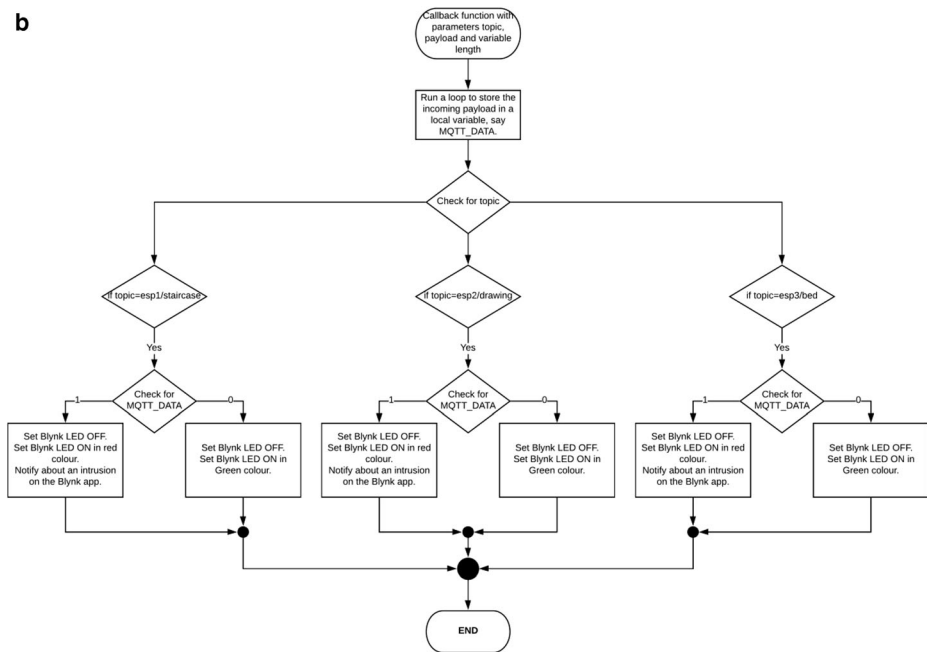 b
Callback function with
parameters topic,
payload and variable
length
Run a loop to store the
incoming payload in a
local variable, say
MQTT_DATA.
Check for topic
if topic=esp1/staircase
if topic=esp2/drawing
if topic=esp3/bed
Yes
Yes
Yes
1
Check for
MQTT_DATA
0
1
Check for
MQTT_DATA
0
1
Check for
MQTT_DATA
0
Set Blynk LED OFF.
Set Blynk LED ON in red
colour.
Notify about an intrusion
on the Blynk app.
Set Blynk LED OFF.
Set Blynk LED ON in
Green colour.
Set Blynk LED OFF.
Set Blynk LED ON in red
colour.
Notify about an intrusion
on the Blynk app.
Set Blynk LED OFF.
Set Blynk LED ON in
Green colour.
Set Blynk LED OFF.
Set Blynk LED ON in red
colour.
Notify about an intrusion
on the Blynk app.
Set Blynk LED OFF.
Set Blynk LED ON in
Green colour.
END